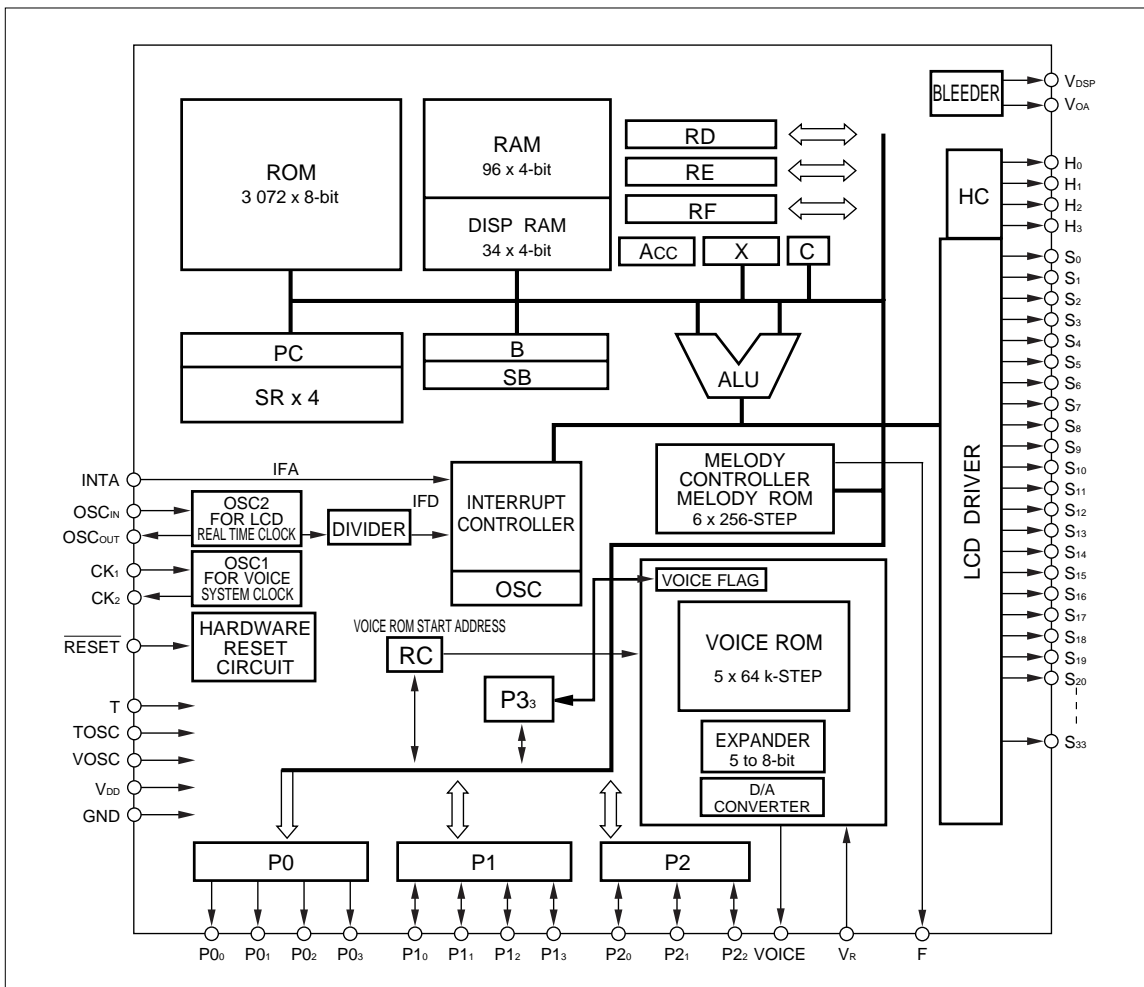 BLEEDER
VDSP
VOA
ROM
3 072 x 8-bit
RAM
96 x 4-bit
DISP RAM
34 x 4-bit
RD
RE
RF
ACC
X
C
HC
H0
H1
H2
H3
PC
SR x 4
B
SB
ALU
LCD DRIVER
S0
S1
S2
S3
S4
S5
S6
S7
S8
S9
S10
S11
S12
S13
S14
S15
S16
S17
S18
S19
S20
S33
INTA
IFA
OSCIN
OSCOUT
OSC2
FOR LCD
REAL TIME CLOCK
DIVIDER
IFD
INTERRUPT
CONTROLLER
OSC
MELODY
CONTROLLER
MELODY ROM
6 x 256-STEP
CK1
CK2
OSC1
FOR VOICE
SYSTEM CLOCK
RESET
HARDWARE
RESET
CIRCUIT
VOICE ROM START ADDRESS
RC
P33
VOICE FLAG
VOICE ROM
5 x 64 k-STEP
EXPANDER
5 to 8-bit
D/A
CONVERTER
T
TOSC
VOSC
VDD
GND
P0
P1
P2
P00
P01
P02
P03
P10
P11
P12
P13
P20
P21
P22
VOICE
VR
F